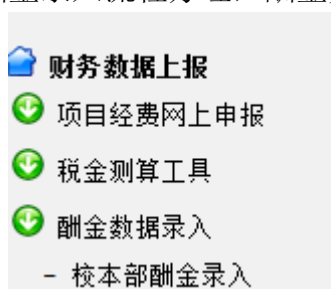 财务数据上报
项目经费网上申报
税金测算工具
酬金数据录入
- 校本部酬金录入